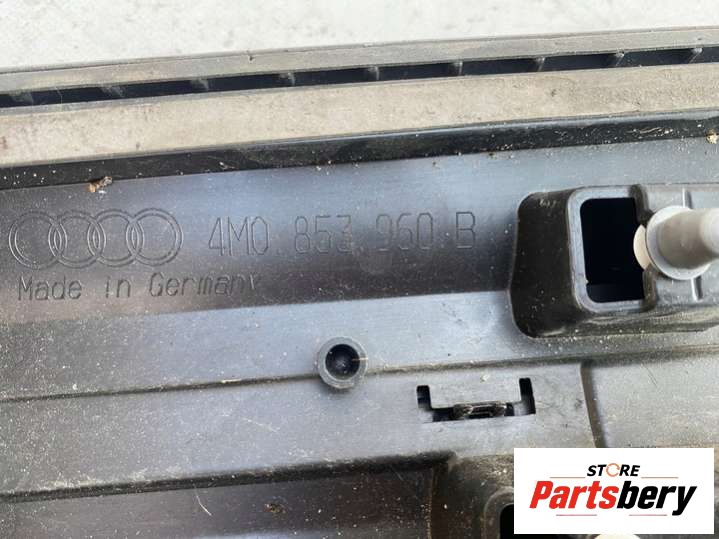 4M0.853.960.B
Made in Germany
STORE
Partsbery